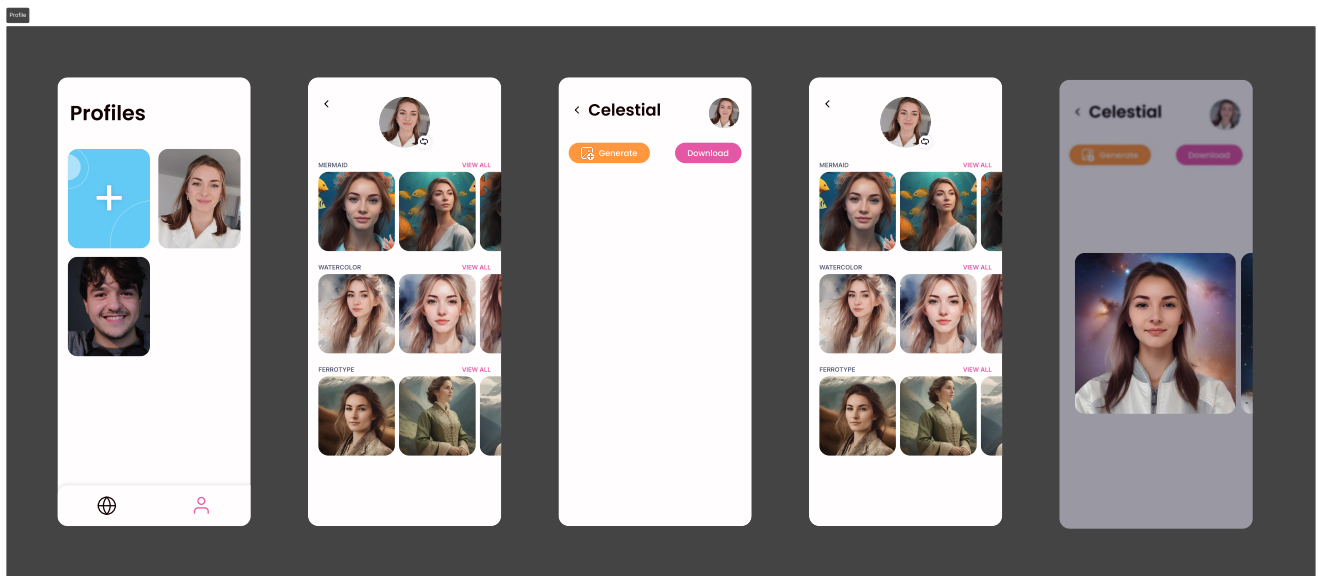 Profile
Profiles
MERMAID VIEW ALL
WATERCOLOR VIEW ALL
FERROTYPE VIEW ALL
Celestial
Generate Download
MERMAID VIEW ALL
WATERCOLOR VIEW ALL
FERROTYPE VIEW ALL
Celestial
Generate Download